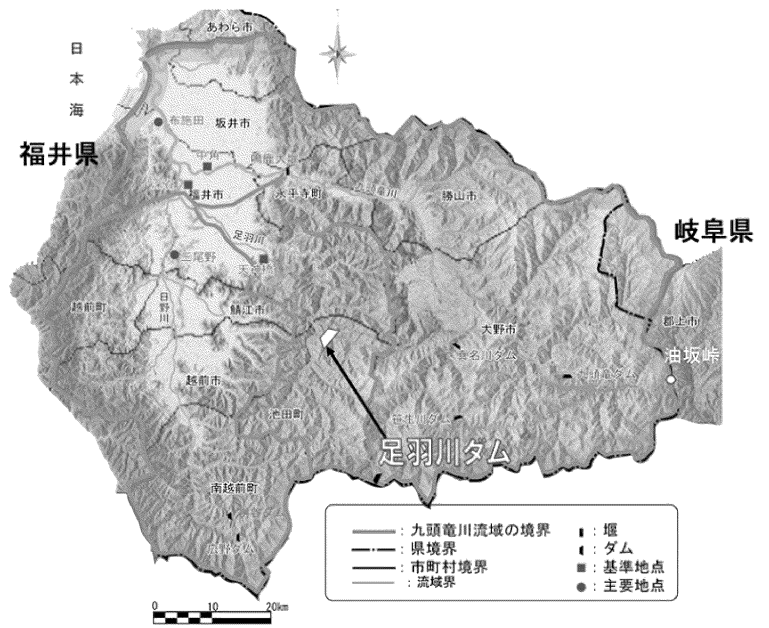 あわら市
日本海
布施田
坂井市
福井県
中角
福井市
永平寺町
九頭竜川
勝山市
足羽川
岐阜県
三尾野
天神橋
越前町
日野川
鯖江市
郡上市
大野市
油坂峠
真名川ダム
九頭竜ダム
越前市
池田町
笹生川ダム
足羽川ダム
南越前町
広野ダム
：九頭竜川流域の境界
：県境界
：市町村境界
：流域界
：堰
：ダム
：基準地点
：主要地点
0 10 20km